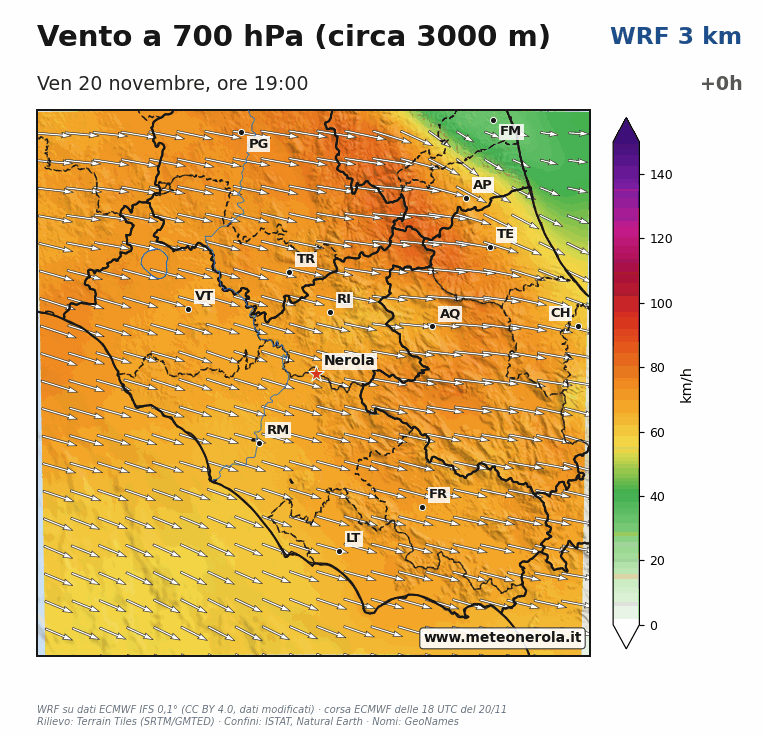 Vento a 700 hPa (circa 3000 m)
WRF 3 km
Ven 20 novembre, ore 19:00
+0h
FM
PG
AP
TE
TR
VT
RI
AQ
CH
Nerola
RM
FR
LT
www.meteonerola.it
140
120
100
80
60
40
20
0
km/h
WRF su dati ECMWF IFS 0,1° (CC BY 4.0, dati modificati) · corsa ECMWF delle 18 UTC del 20/11
Rilievo: Terrain Tiles (SRTM/GMTED) · Confini: ISTAT, Natural Earth · Nomi: GeoNames